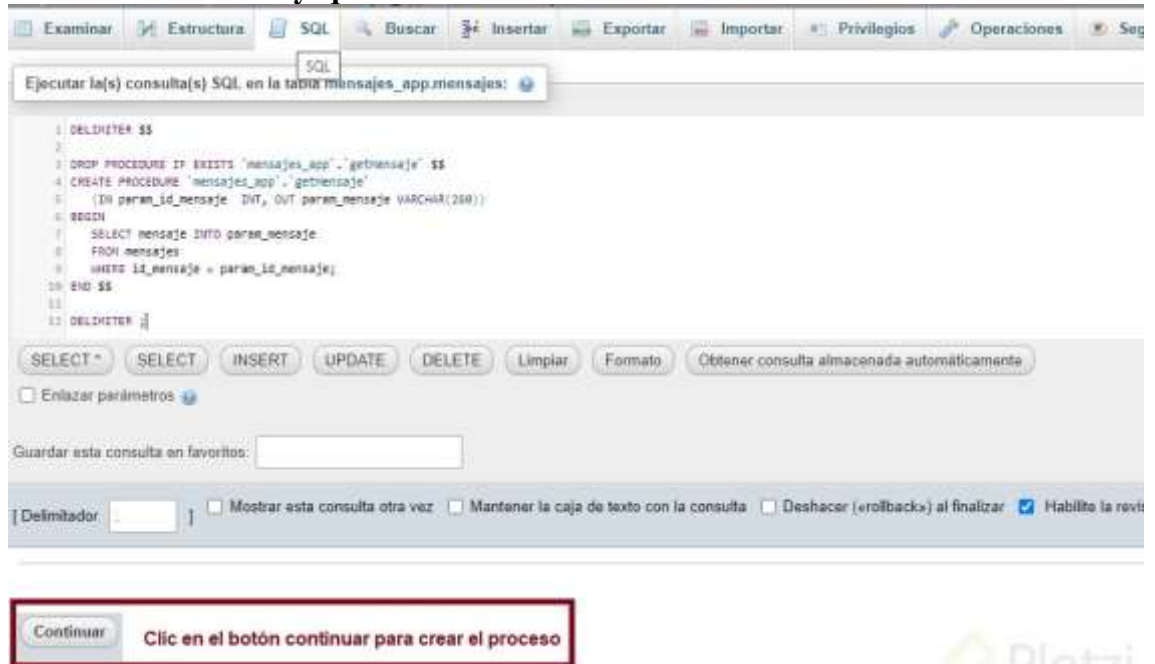 Examinar Estructura SQL Buscar Insertar Exportar Importar Privilegios Operaciones Seg
SQL
Ejecutar la(s) consulta(s) SQL en la tabla mensajes_app.mensajes:
1 DELIMITER $$
2
3 DROP PROCEDURE IF EXISTS `mensajes_app`.`getmensaje` $$
4 CREATE PROCEDURE `mensajes_app`.`getmensaje`
5 (IN param_id_mensaje INT, OUT param_mensaje VARCHAR(280))
6 BEGIN
7 SELECT mensaje INTO param_mensaje
8 FROM mensajes
9 WHERE id_mensaje = param_id_mensaje;
10 END $$
11
12 DELIMITER ;
SELECT * SELECT INSERT UPDATE DELETE Limpiar Formato Obtener consulta almacenada automáticamente
Enlazar parámetros
Guardar esta consulta en favoritos:
[ Delimitador ; ] Mostrar esta consulta otra vez Mantener la caja de texto con la consulta Deshacer («rollback») al finalizar Habilite la revis
Continuar Clic en el botón continuar para crear el proceso
Platzi